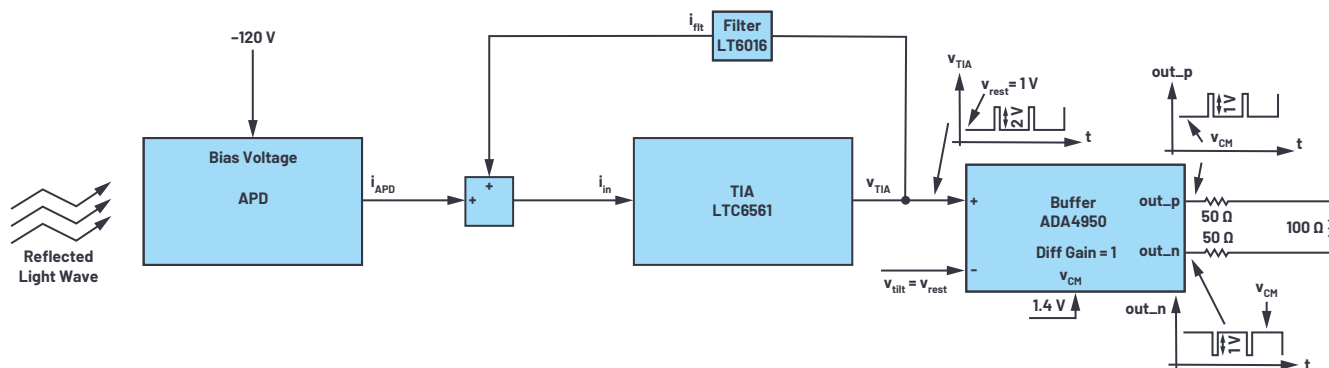 –120 V
Bias Voltage
APD
Reflected
Light Wave
i_APD
+
+
i_flt
Filter
LT6016
i_in
TIA
LTC6561
v_TIA
v_TIA
v_rest = 1 V
2 V
t
+
–
v_tilt = v_rest
Buffer
ADA4950
Diff Gain = 1
v_CM
1.4 V
out_p
out_n
out_p
1 V
v_CM
t
50 Ω
50 Ω
100 Ω
out_n
v_CM
1 V
t